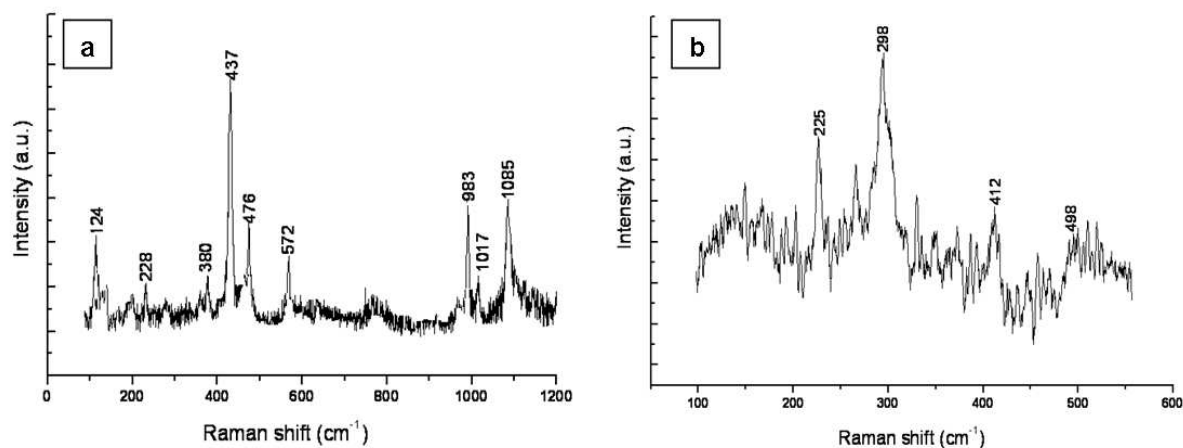 a
Intensity (a.u.)
124
228
380
437
476
572
983
1017
1085
0 200 400 600 800 1000 1200
Raman shift (cm⁻¹)
b
Intensity (a.u.)
225
298
412
498
100 200 300 400 500 600
Raman shift (cm⁻¹)